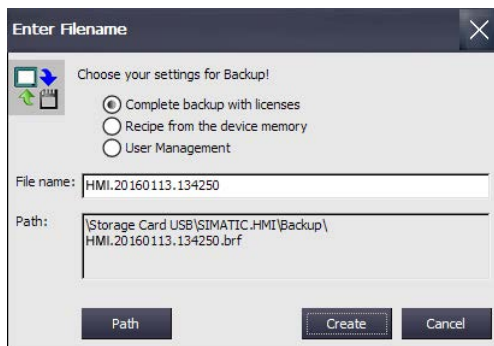 Enter Filename
Choose your settings for Backup!
Complete backup with licenses
Recipe from the device memory
User Management
File name: HMI.20160113.134250
Path: \Storage Card USB\SIMATIC.HMI\Backup\
HMI.20160113.134250.brf
Path Create Cancel